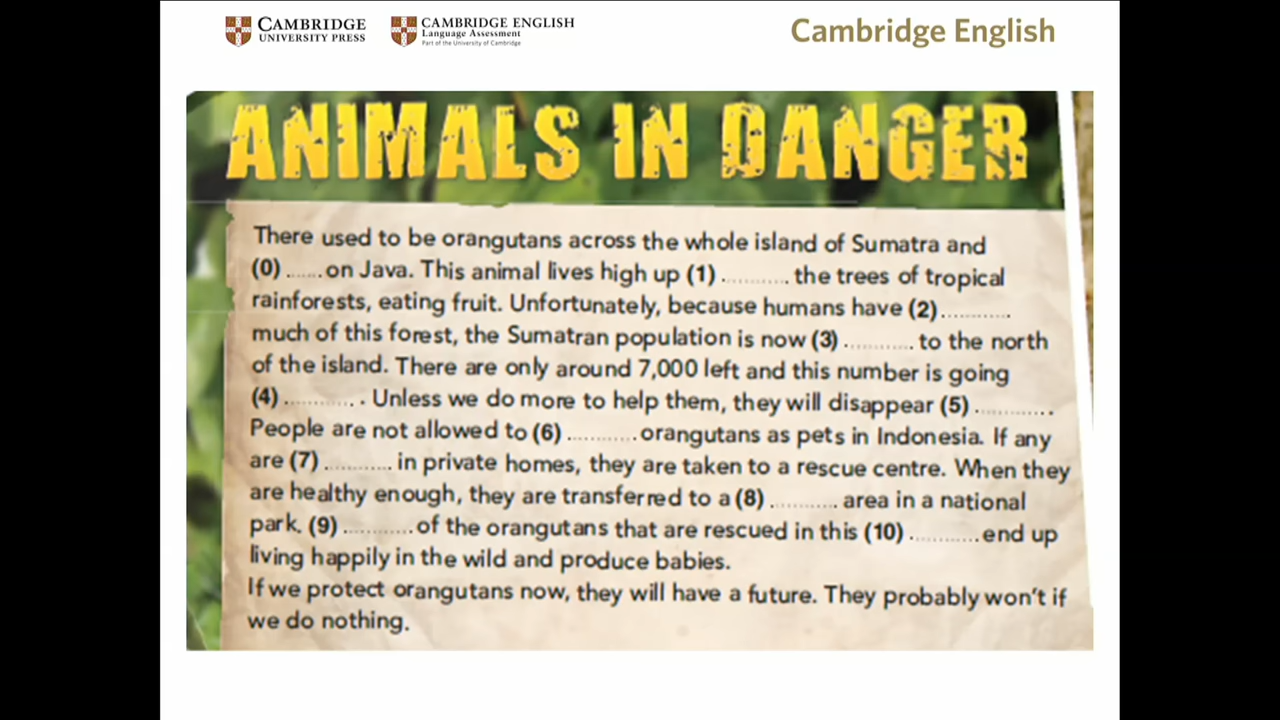 CAMBRIDGE
UNIVERSITY PRESS
CAMBRIDGE ENGLISH
Language Assessment
Part of the University of Cambridge
Cambridge English
ANIMALS IN DANGER
There used to be orangutans across the whole island of Sumatra and
(0) ...... on Java. This animal lives high up (1) .......... the trees of tropical
rainforests, eating fruit. Unfortunately, because humans have (2) ..........
much of this forest, the Sumatran population is now (3) .......... to the north
of the island. There are only around 7,000 left and this number is going
(4) .......... . Unless we do more to help them, they will disappear (5) ...........
People are not allowed to (6) .......... orangutans as pets in Indonesia. If any
are (7) .......... in private homes, they are taken to a rescue centre. When they
are healthy enough, they are transferred to a (8) .......... area in a national
park. (9) .......... of the orangutans that are rescued in this (10) .......... end up
living happily in the wild and produce babies.
If we protect orangutans now, they will have a future. They probably won't if
we do nothing.